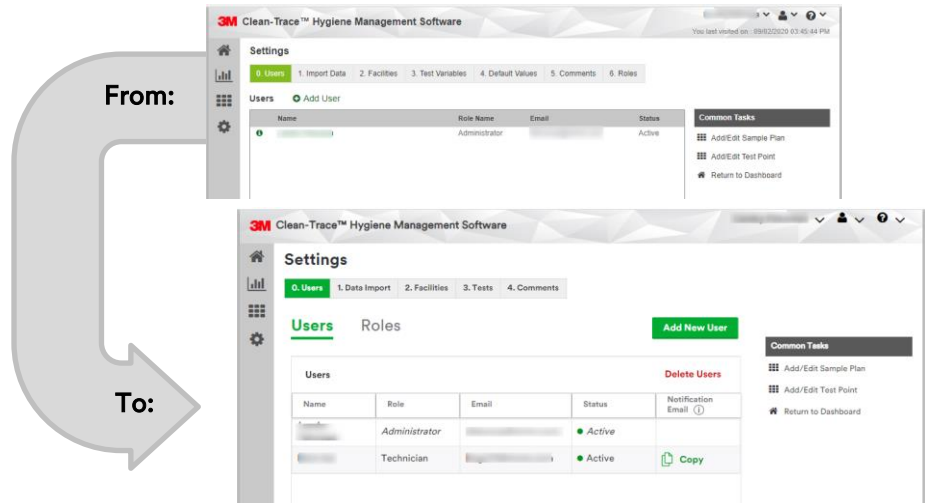 From:
3M Clean-Trace™ Hygiene Management Software
You last visited on : 09/02/2020 03:45:44 PM
Settings
0. Users 1. Import Data 2. Facilities 3. Test Variables 4. Default Values 5. Comments 6. Roles
Users Add User
Name Role Name Email Status
Administrator Active
Common Tasks
Add/Edit Sample Plan
Add/Edit Test Point
Return to Dashboard
To:
3M Clean-Trace™ Hygiene Management Software
Settings
0. Users 1. Data Import 2. Facilities 3. Tests 4. Comments
Users Roles Add New User
Users Delete Users
Name Role Email Status Notification Email
Administrator Active
Technician Active Copy
Common Tasks
Add/Edit Sample Plan
Add/Edit Test Point
Return to Dashboard